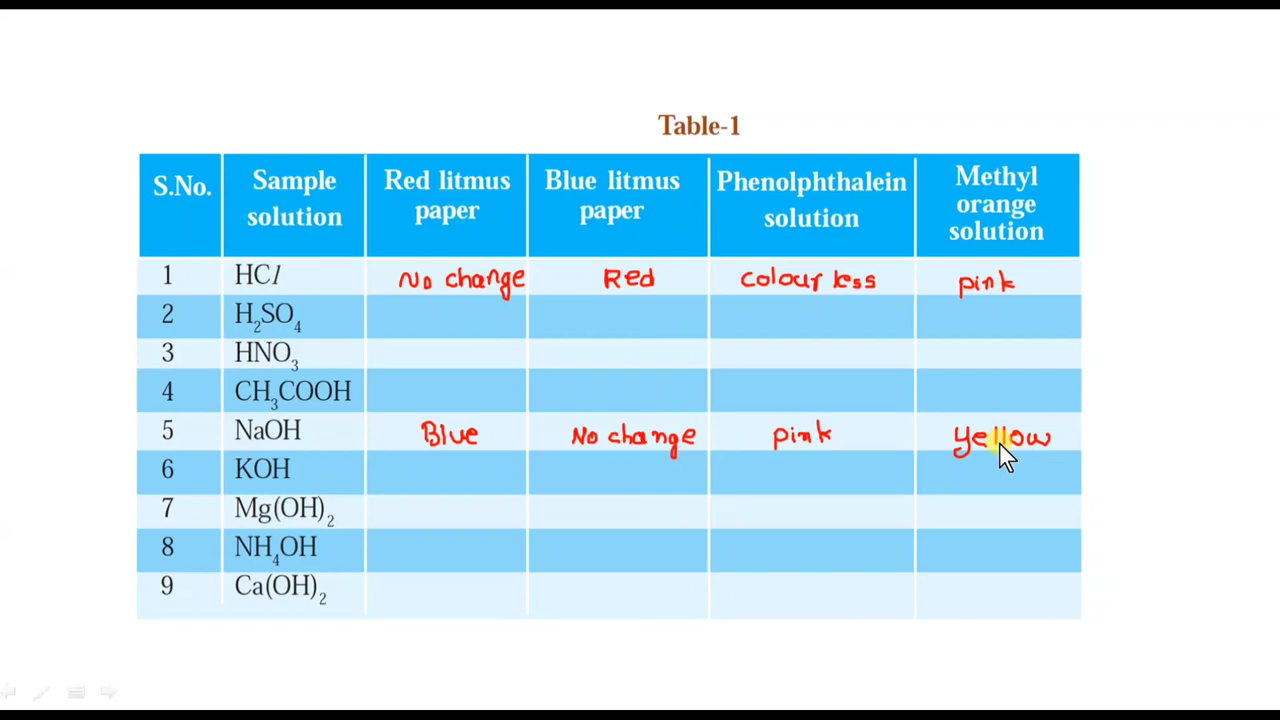 Table-1
S.No. Sample solution Red litmus paper Blue litmus paper Phenolphthalein solution Methyl orange solution
1 HCl No change Red colour less pink
2 H₂SO₄
3 HNO₃
4 CH₃COOH
5 NaOH Blue No change pink yellow
6 KOH
7 Mg(OH)₂
8 NH₄OH
9 Ca(OH)₂